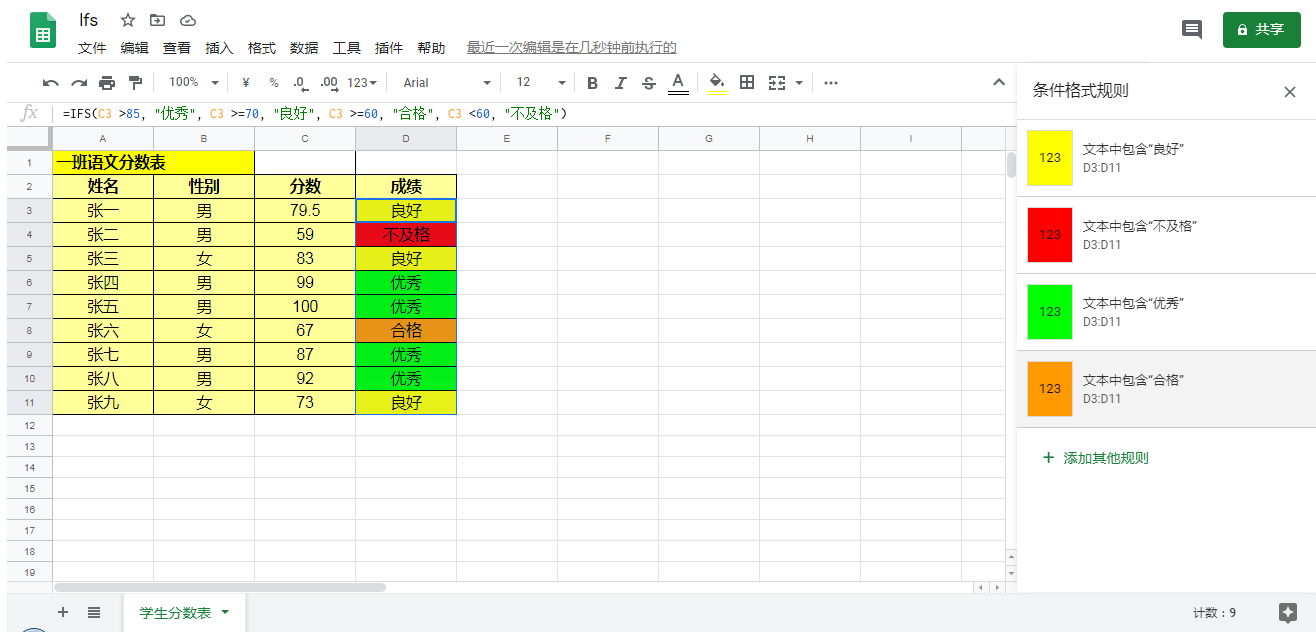 Ifs
文件 编辑 查看 插入 格式 数据 工具 插件 帮助 最近一次编辑是在几秒钟前执行的
共享
100% ¥ % .0 .00 123 Arial 12 B I S A
条件格式规则
fx =IFS(C3 >85, "优秀", C3 >=70, "良好", C3 >=60, "合格", C3 <60, "不及格")
A B C D E F G H I
1 一班语文分数表
2 姓名 性别 分数 成绩
3 张一 男 79.5 良好
4 张二 男 59 不及格
5 张三 女 83 良好
6 张四 男 99 优秀
7 张五 男 100 优秀
8 张六 女 67 合格
9 张七 男 87 优秀
10 张八 男 92 优秀
11 张九 女 73 良好
12
13
14
15
16
17
18
19
123 文本中包含“良好”
D3:D11
123 文本中包含“不及格”
D3:D11
123 文本中包含“优秀”
D3:D11
123 文本中包含“合格”
D3:D11
+ 添加其他规则
学生分数表
计数：9